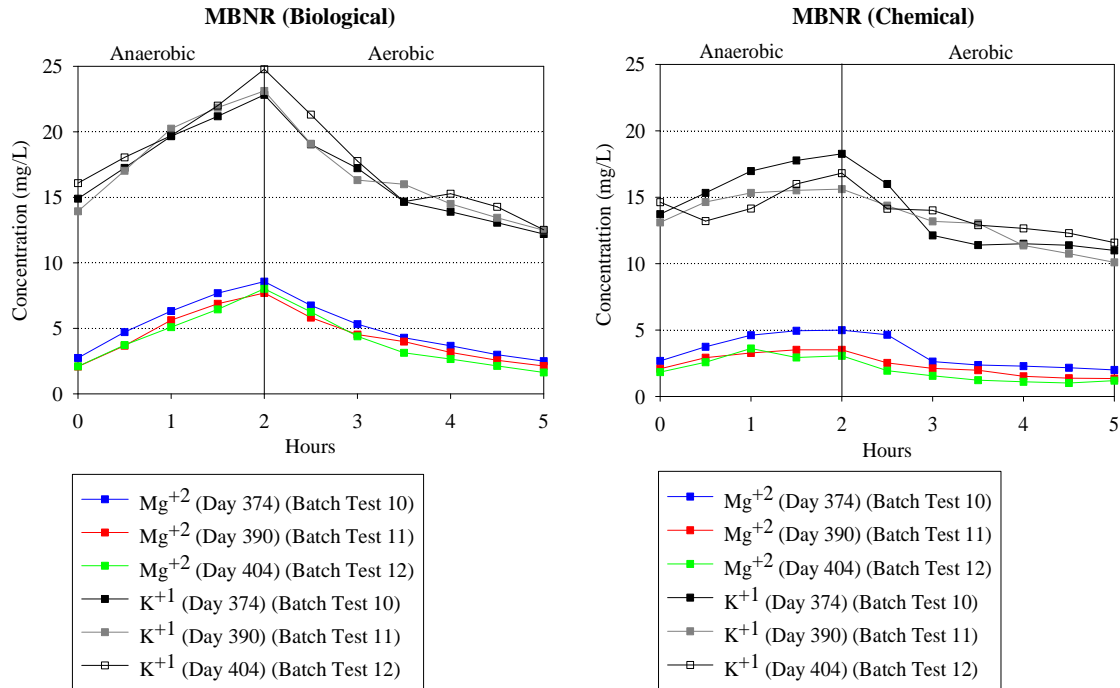 MBNR (Biological)
Anaerobic Aerobic
25
20
15
10
5
0
Concentration (mg/L)
0 1 2 3 4 5
Hours
Mg+2 (Day 374) (Batch Test 10)
Mg+2 (Day 390) (Batch Test 11)
Mg+2 (Day 404) (Batch Test 12)
K+1 (Day 374) (Batch Test 10)
K+1 (Day 390) (Batch Test 11)
K+1 (Day 404) (Batch Test 12)
MBNR (Chemical)
Anaerobic Aerobic
25
20
15
10
5
0
Concentrattion (mg/L)
0 1 2 3 4 5
Hours
Mg+2 (Day 374) (Batch Test 10)
Mg+2 (Day 390) (Batch Test 11)
Mg+2 (Day 404) (Batch Test 12)
K+1 (Day 374) (Batch Test 10)
K+1 (Day 390) (Batch Test 11)
K+1 (Day 404) (Batch Test 12)